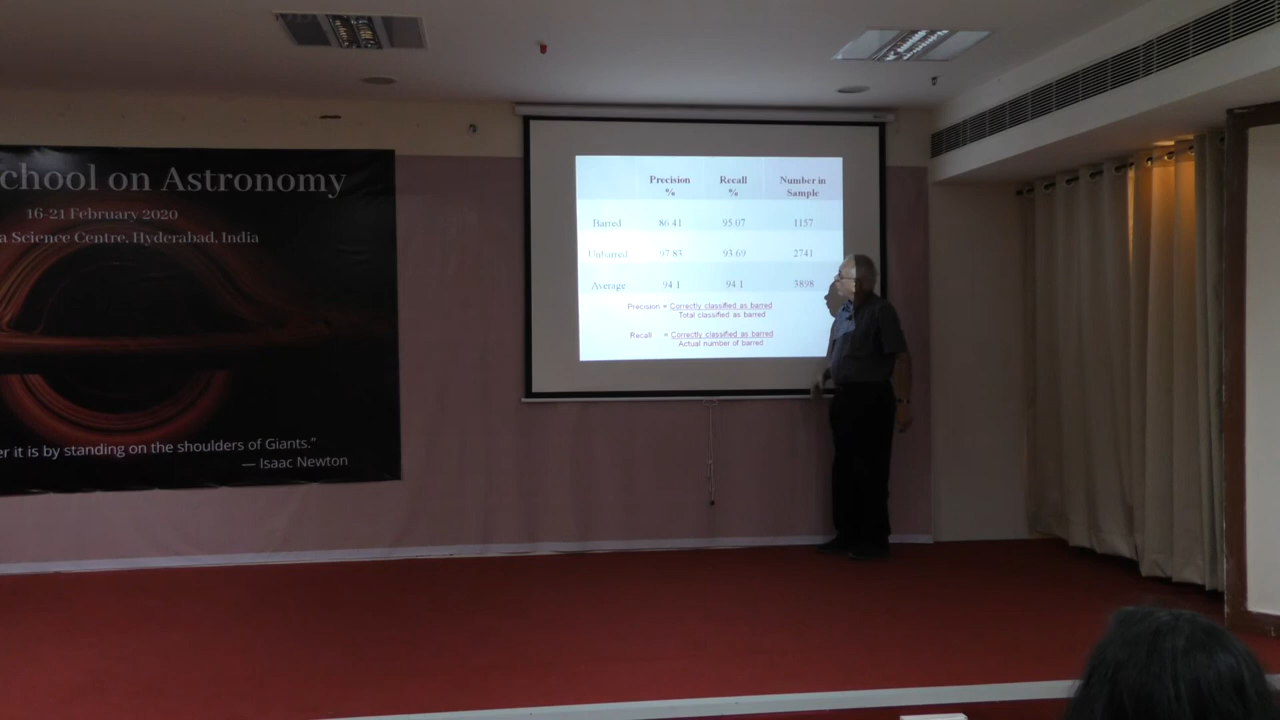 chool on Astronomy
16-21 February 2020
a Science Centre, Hyderabad, India
er it is by standing on the shoulders of Giants.”
— Isaac Newton
Precision % Recall % Number in Sample
Barred 86.41 95.07 1157
Unbarred 97.83 93.69 2741
Average 94.1 94.1 3898
Precision = Correctly classified as barred
Total classified as barred
Recall = Correctly classified as barred
Actual number of barred